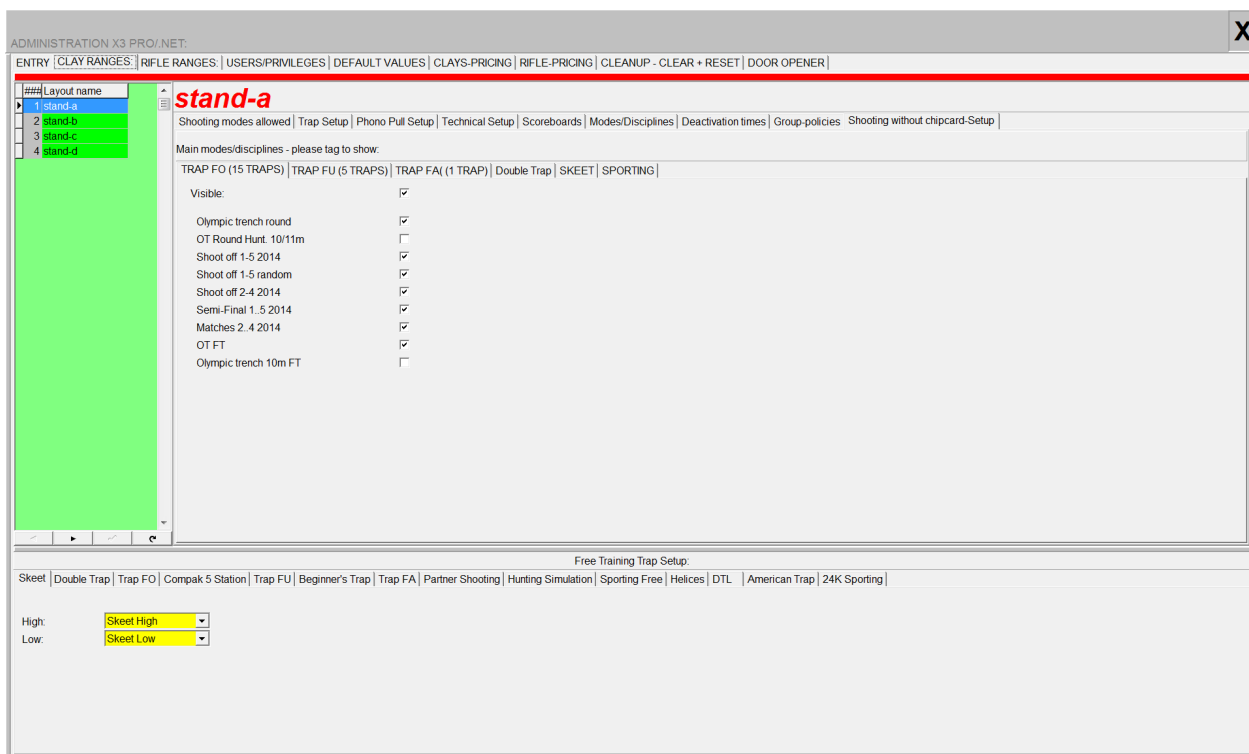 X
ADMINISTRATION X3 PRO/.NET:
ENTRY CLAY RANGES: RIFLE RANGES: USERS/PRIVILEGES DEFAULT VALUES CLAYS-PRICING RIFLE-PRICING CLEANUP - CLEAR + RESET DOOR OPENER
### Layout name
1 stand-a
2 stand-b
3 stand-c
4 stand-d
stand-a
Shooting modes allowed Trap Setup Phono Pull Setup Technical Setup Scoreboards Modes/Disciplines Deactivation times Group-policies Shooting without chipcard-Setup
Main modes/disciplines - please tag to show:
TRAP FO (15 TRAPS) TRAP FU (5 TRAPS) TRAP FA( (1 TRAP) Double Trap SKEET SPORTING
Visible:
Olympic trench round
OT Round Hunt. 10/11m
Shoot off 1-5 2014
Shoot off 1-5 random
Shoot off 2-4 2014
Semi-Final 1..5 2014
Matches 2..4 2014
OT FT
Olympic trench 10m FT
Free Training Trap Setup:
Skeet Double Trap Trap FO Compak 5 Station Trap FU Beginner's Trap Trap FA Partner Shooting Hunting Simulation Sporting Free Helices DTL American Trap 24K Sporting
High: Skeet High
Low: Skeet Low